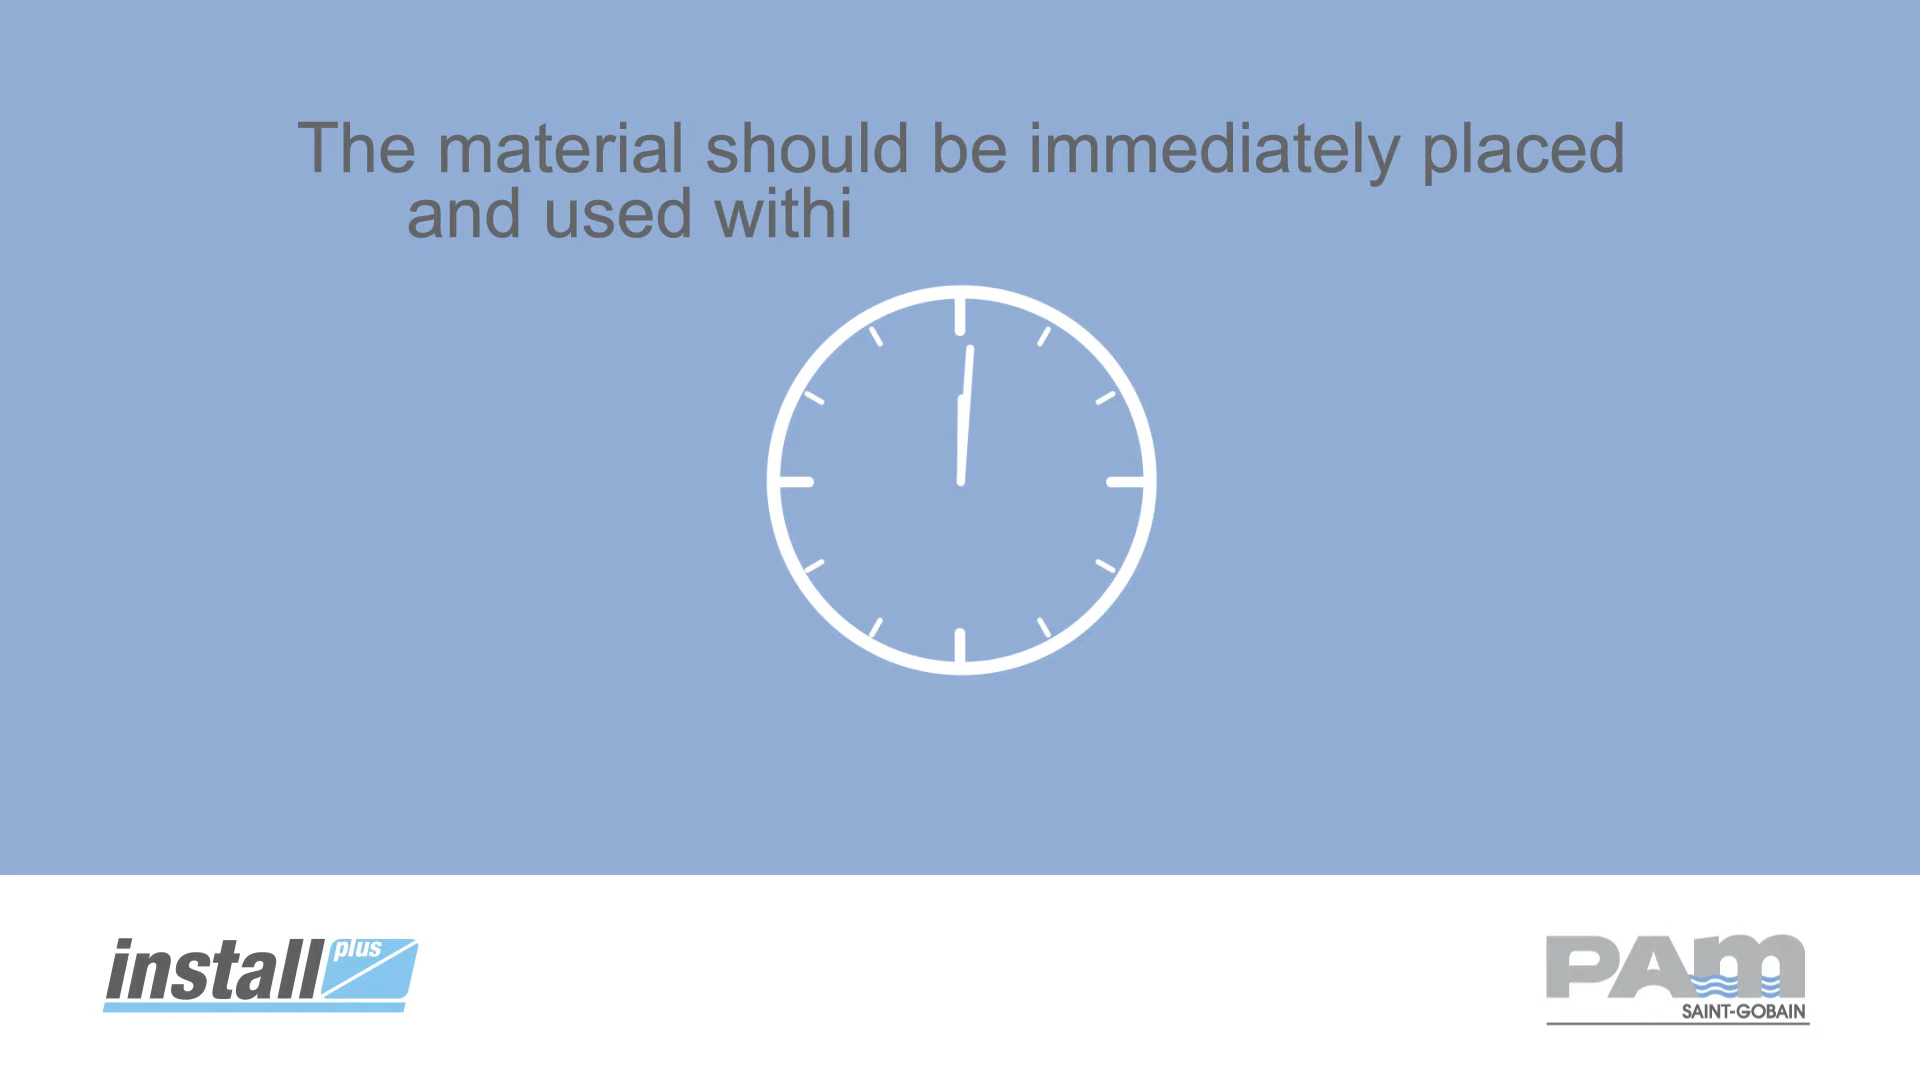 The material should be immediately placed
and used withi
install plus
PAM
SAINT-GOBAIN